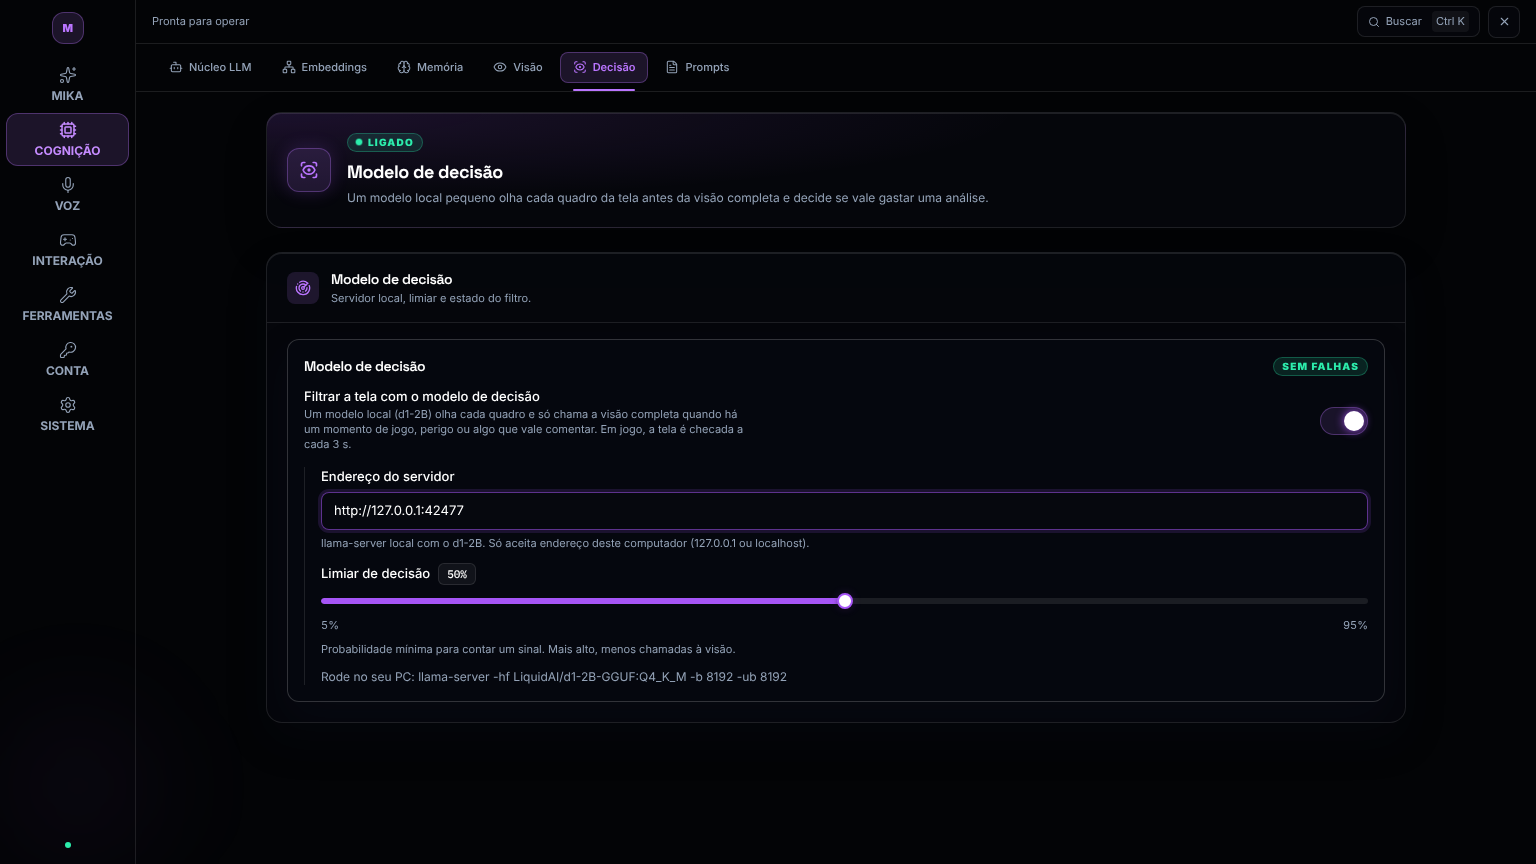 M
MIKA
COGNIÇÃO
VOZ
INTERAÇÃO
FERRAMENTAS
CONTA
SISTEMA
Pronta para operar
Buscar Ctrl K
Núcleo LLM Embeddings Memória Visão Decisão Prompts
LIGADO
Modelo de decisão
Um modelo local pequeno olha cada quadro da tela antes da visão completa e decide se vale gastar uma análise.
Modelo de decisão
Servidor local, limiar e estado do filtro.
Modelo de decisão
SEM FALHAS
Filtrar a tela com o modelo de decisão
Um modelo local (d1-2B) olha cada quadro e só chama a visão completa quando há
um momento de jogo, perigo ou algo que vale comentar. Em jogo, a tela é checada a
cada 3 s.
Endereço do servidor
http://127.0.0.1:42477
llama-server local com o d1-2B. Só aceita endereço deste computador (127.0.0.1 ou localhost).
Limiar de decisão 50%
5% 95%
Probabilidade mínima para contar um sinal. Mais alto, menos chamadas à visão.
Rode no seu PC: llama-server -hf LiquidAI/d1-2B-GGUF:Q4_K_M -b 8192 -ub 8192